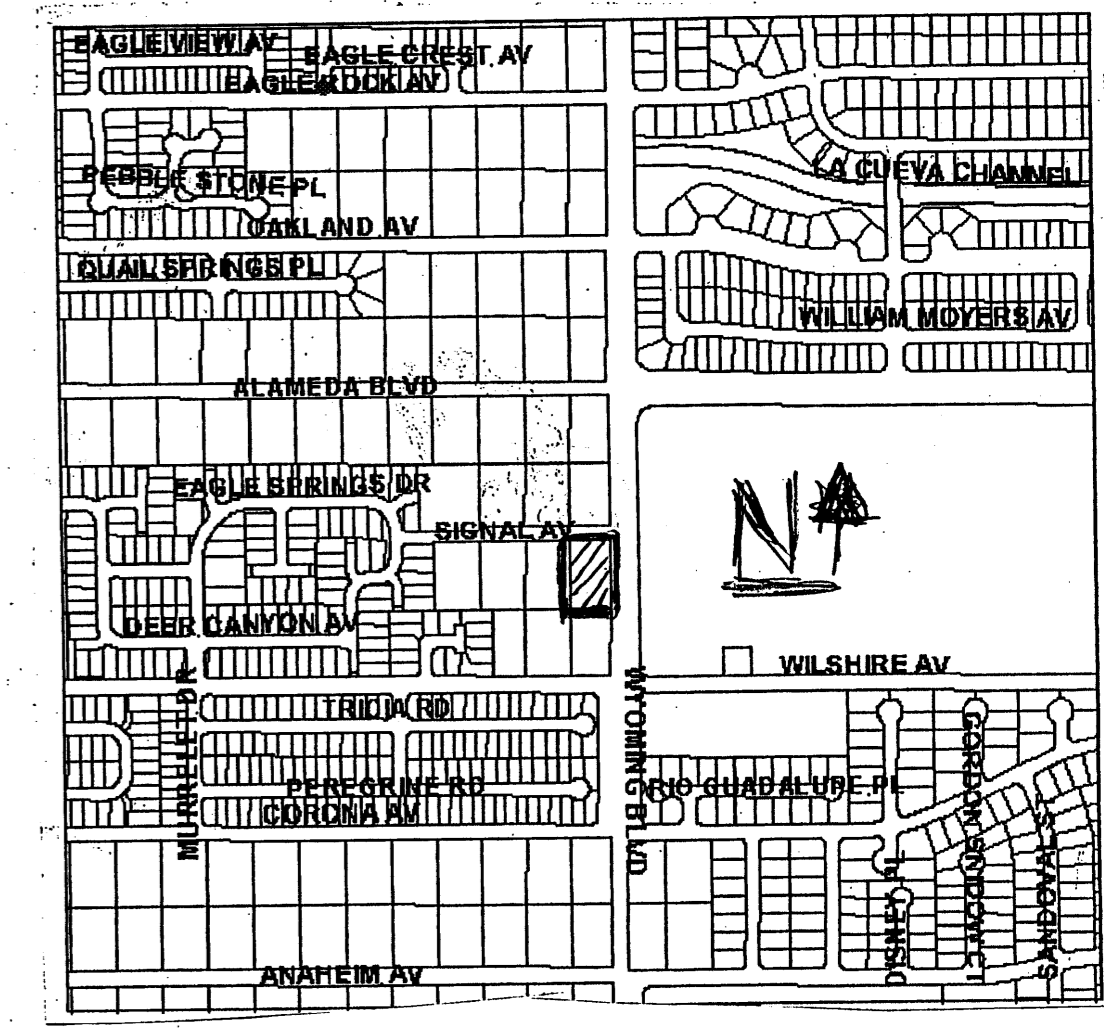 EAGLE VIEW AV
EAGLE CREST AV
EAGLE ROCK AV
LA CUEVA CHANNEL
PEBBLE STONE PL
OAKLAND AV
QUAIL SPRINGS PL
WILLIAM MOYERS AV
ALAMEDA BLVD
EAGLE SPRINGS DR
N
SIGNAL AV
DEER CANYON AV
WILSHIRE AV
MURRELET DR
TRICIA RD
WYOMING BLVD
PEREGRINE RD
RIO GUADALUPE PL
CORONA AV
GORDON SNIDOW CT
SANDOVAL ST
DISNEY PL
ANAHEIM AV